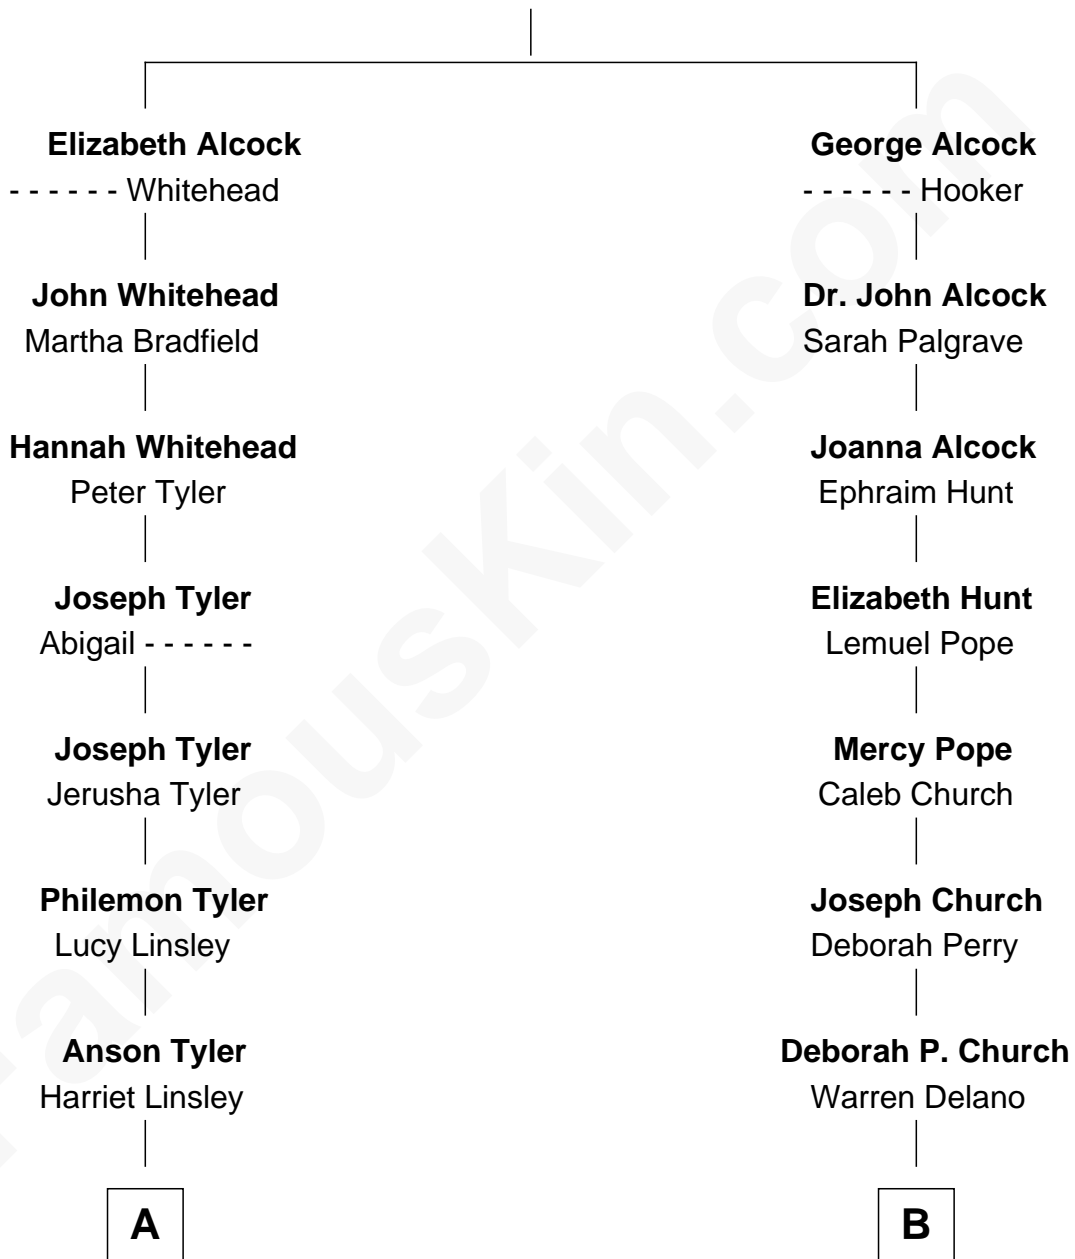 Elizabeth Alcock
- - - - - - Whitehead
John Whitehead
Martha Bradfield
Hannah Whitehead
Peter Tyler
Joseph Tyler
Abigail - - - - - -
Joseph Tyler
Jerusha Tyler
Philemon Tyler
Lucy Linsley
Anson Tyler
Harriet Linsley
A
George Alcock
- - - - - - Hooker
Dr. John Alcock
Sarah Palgrave
Joanna Alcock
Ephraim Hunt
Elizabeth Hunt
Lemuel Pope
Mercy Pope
Caleb Church
Joseph Church
Deborah Perry
Deborah P. Church
Warren Delano
B
FamousKin.com